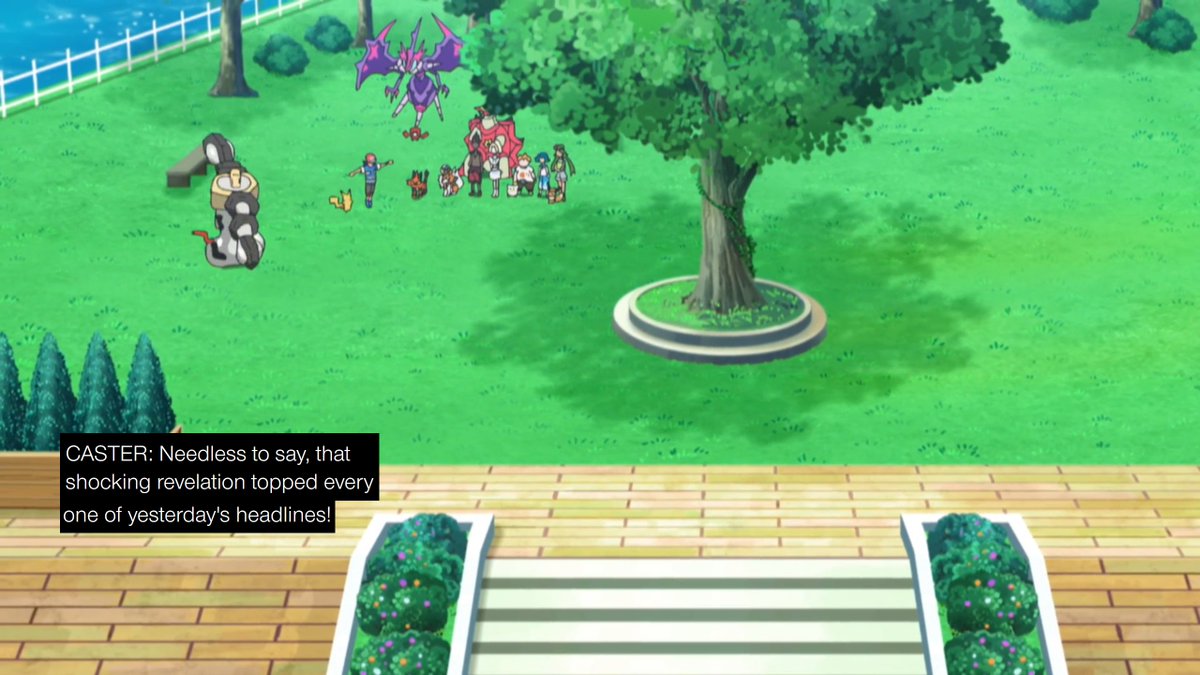 CASTER: Needless to say, that
shocking revelation topped every
one of yesterday's headlines!